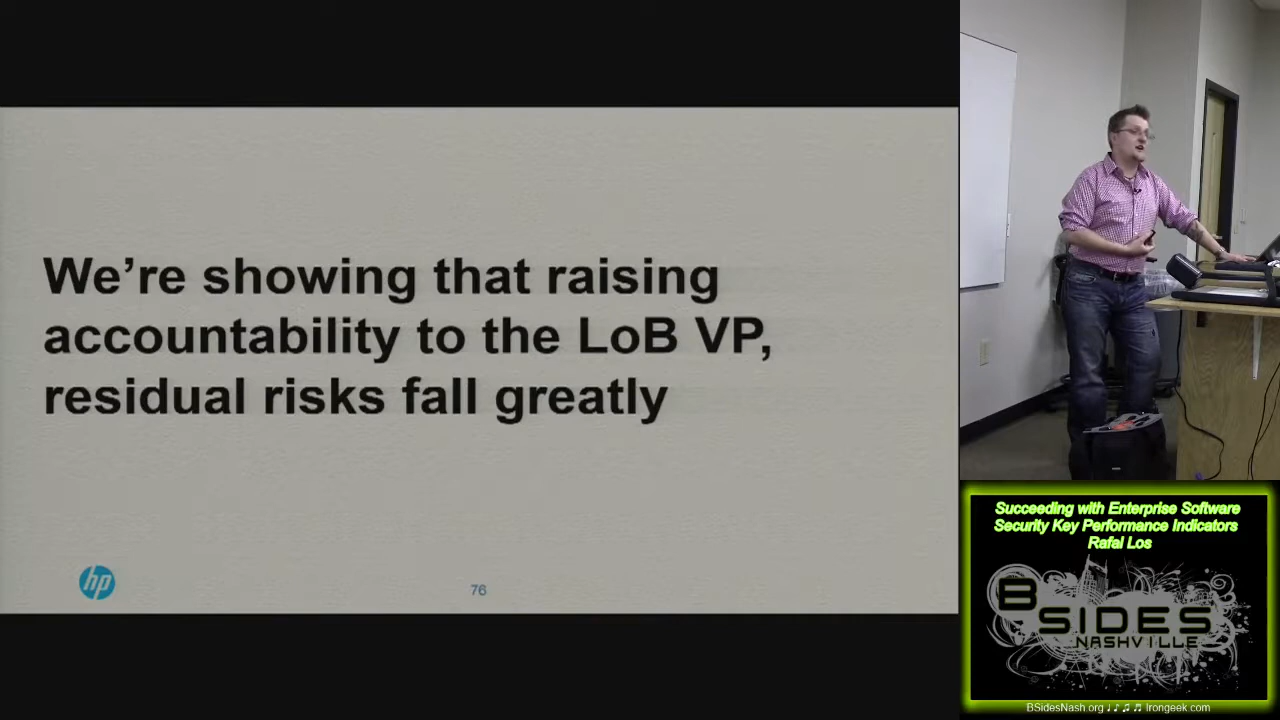 We're showing that raising
accountability to the LoB VP,
residual risks fall greatly
hp
76
Succeeding with Enterprise Software
Security Key Performance Indicators
Rafal Los
BSIDES
NASHVILLE
BSidesNash.org ♩ ♪ ♫ ♬ Irongeek.com